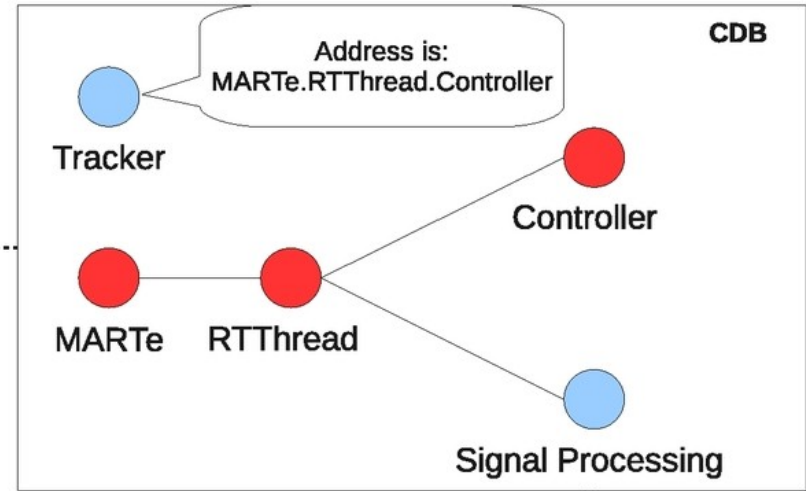 CDB
Address is:
MARTe.RTThread.Controller
Tracker
Controller
MARTe
RTThread
Signal Processing